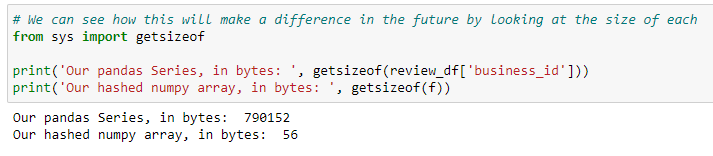 # We can see how this will make a difference in the future by looking at the size of each
from sys import getsizeof
print('Our pandas Series, in bytes: ', getsizeof(review_df['business_id']))
print('Our hashed numpy array, in bytes: ', getsizeof(f))
Our pandas Series, in bytes:  790152
Our hashed numpy array, in bytes:  56